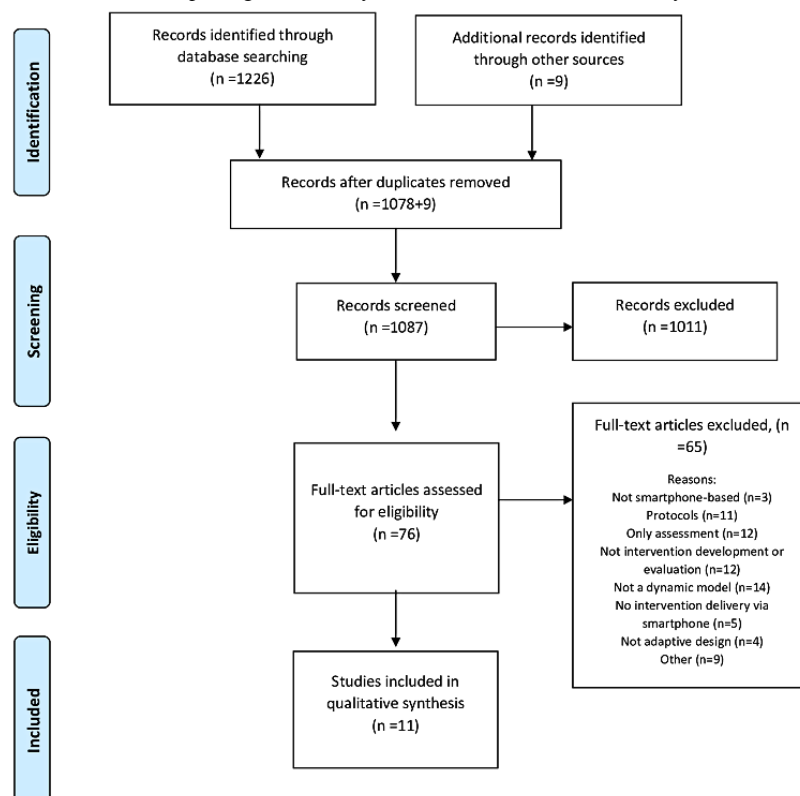 Identification
Records identified through
database searching
(n =1226)
Additional records identified
through other sources
(n =9)
Records after duplicates removed
(n =1078+9)
Screening
Records screened
(n =1087)
Records excluded
(n =1011)
Eligibility
Full-text articles assessed
for eligibility
(n =76)
Full-text articles excluded, (n
=65)
Reasons:
Not smartphone-based (n=3)
Protocols (n=11)
Only assessment (n=12)
Not intervention development or
evaluation (n=12)
Not a dynamic model (n=14)
No intervention delivery via
smartphone (n=5)
Not adaptive design (n=4)
Other (n=9)
Included
Studies included in
qualitative synthesis
(n =11)